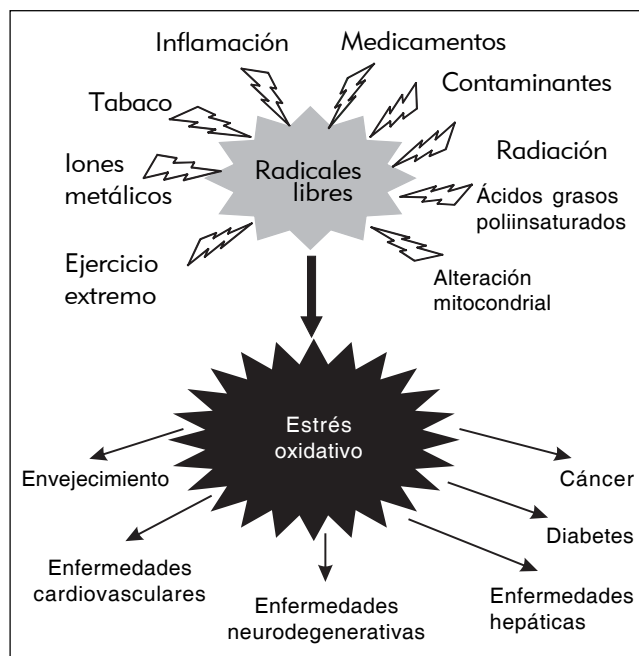 Inflamación
Medicamentos
Tabaco
Contaminantes
Iones
metálicos
Radicales
libres
Radiación
Ácidos grasos
poliinsaturados
Ejercicio
extremo
Alteración
mitocondrial
Estrés
oxidativo
Envejecimiento
Cáncer
Enfermedades
cardiovasculares
Diabetes
Enfermedades
neurodegenerativas
Enfermedades
hepáticas